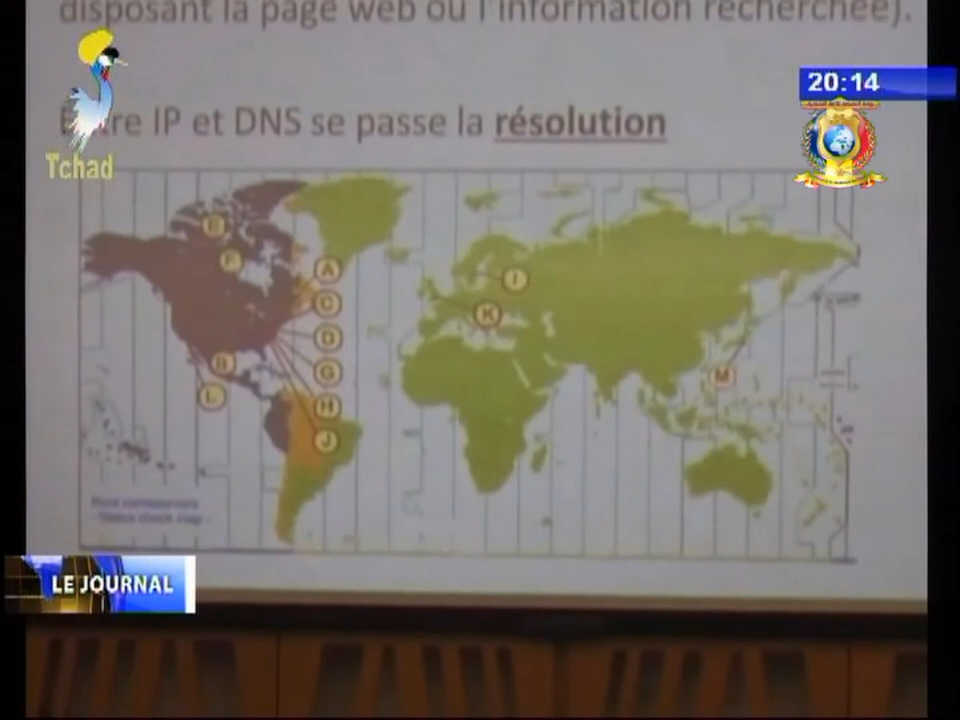 disposant la page web ou l'information recherchée).
20:14
Entre IP et DNS se passe la résolution
Tchad
E
F
A
I
C
K
D
B
G
M
L
H
J
LE JOURNAL